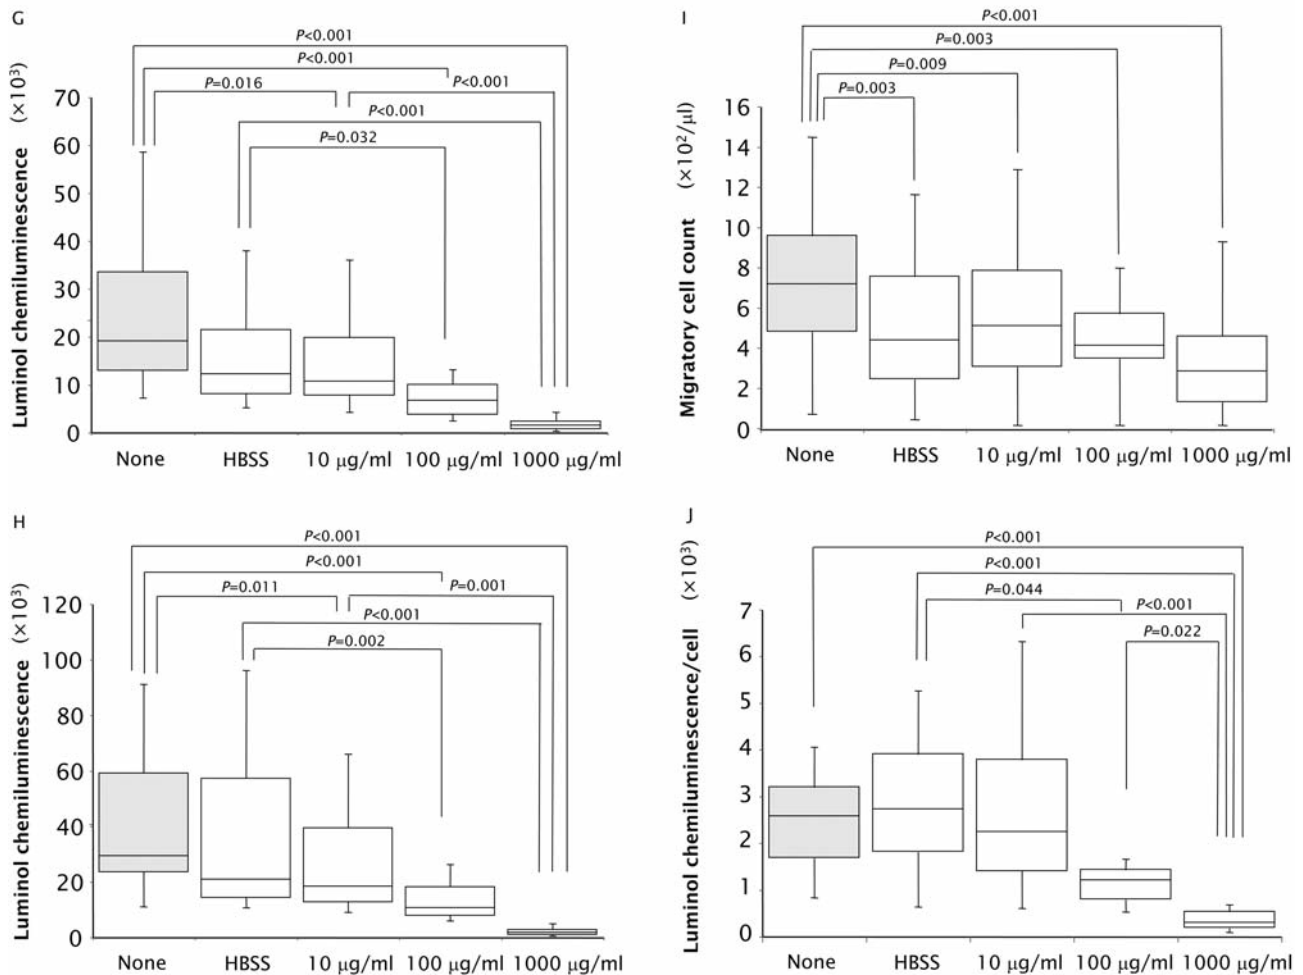 G
P<0.001
P<0.001
P=0.016
P<0.001
P<0.001
P=0.032
Luminol chemiluminescence (×10³)
70
60
50
40
30
20
10
0
None HBSS 10 μg/ml 100 μg/ml 1000 μg/ml
I
P<0.001
P=0.003
P=0.009
P=0.003
Migratory cell count (×10²/μl)
16
14
12
10
8
6
4
2
0
None HBSS 10 μg/ml 100 μg/ml 1000 μg/ml
H
P<0.001
P<0.001
P=0.011
P=0.001
P<0.001
P=0.002
Luminol chemiluminescence (×10³)
120
100
80
60
40
20
0
None HBSS 10 μg/ml 100 μg/ml 1000 μg/ml
J
P<0.001
P<0.001
P=0.044
P<0.001
P=0.022
Luminol chemiluminescence/cell (×10³)
7
6
5
4
3
2
1
0
None HBSS 10 μg/ml 100 μg/ml 1000 μg/ml